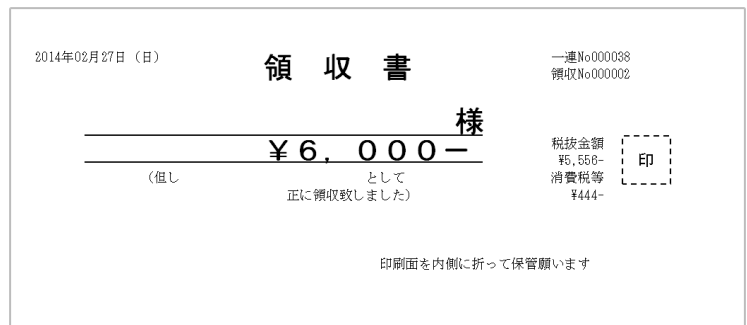 2014年02月27日 (日)
領収書
一連No000038
領収No000002
様
¥6,000－
税抜金額
¥5,556-
消費税等
¥444-
印
(但し として
正に領収致しました)
印刷面を内側に折って保管願います